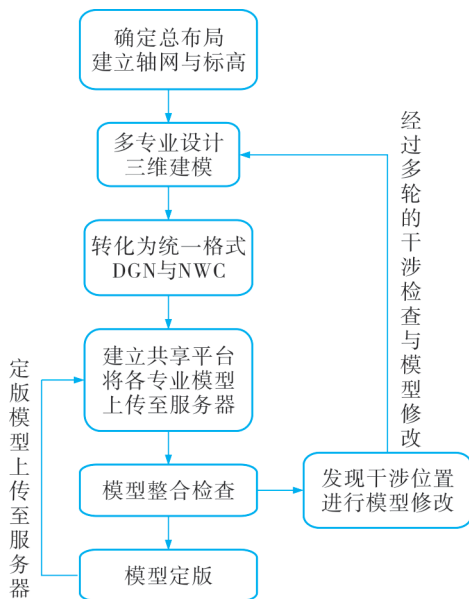 确定总布局
建立轴网与标高
多专业设计
三维建模
转化为统一格式
DGN与NWC
建立共享平台
将各专业模型
上传至服务器
模型整合检查
发现干涉位置
进行模型修改
模型定版
经过多轮的干涉检查与模型修改
定版模型上传至服务器